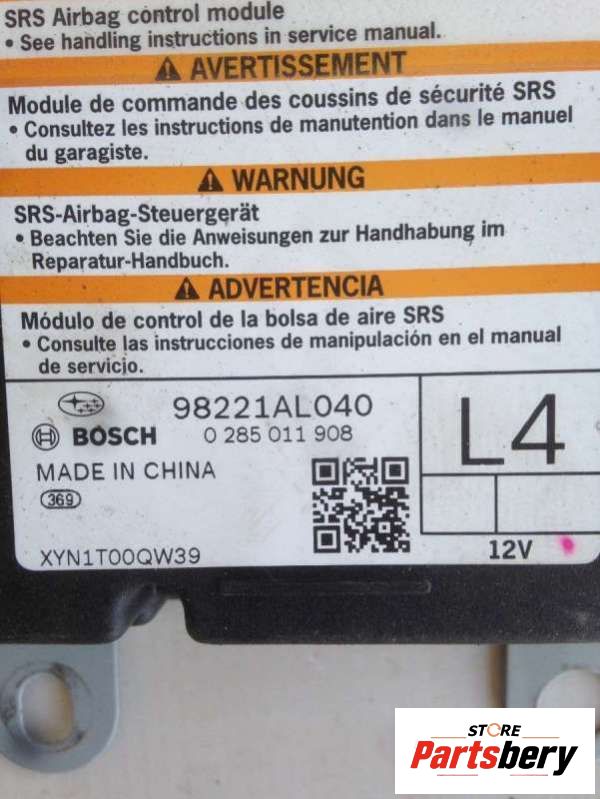 SRS Airbag control module
• See handling instructions in service manual.
AVERTISSEMENT
Module de commande des coussins de sécurité SRS
• Consultez les instructions de manutention dans le manuel
du garagiste.
WARNUNG
SRS-Airbag-Steuergerät
• Beachten Sie die Anweisungen zur Handhabung im
Reparatur-Handbuch.
ADVERTENCIA
Módulo de control de la bolsa de aire SRS
• Consulte las instrucciones de manipulación en el manual
de servicio.
98221AL040
BOSCH 0 285 011 908
L4
MADE IN CHINA
369
XYN1T00QW39
12V
STORE
Partsbery